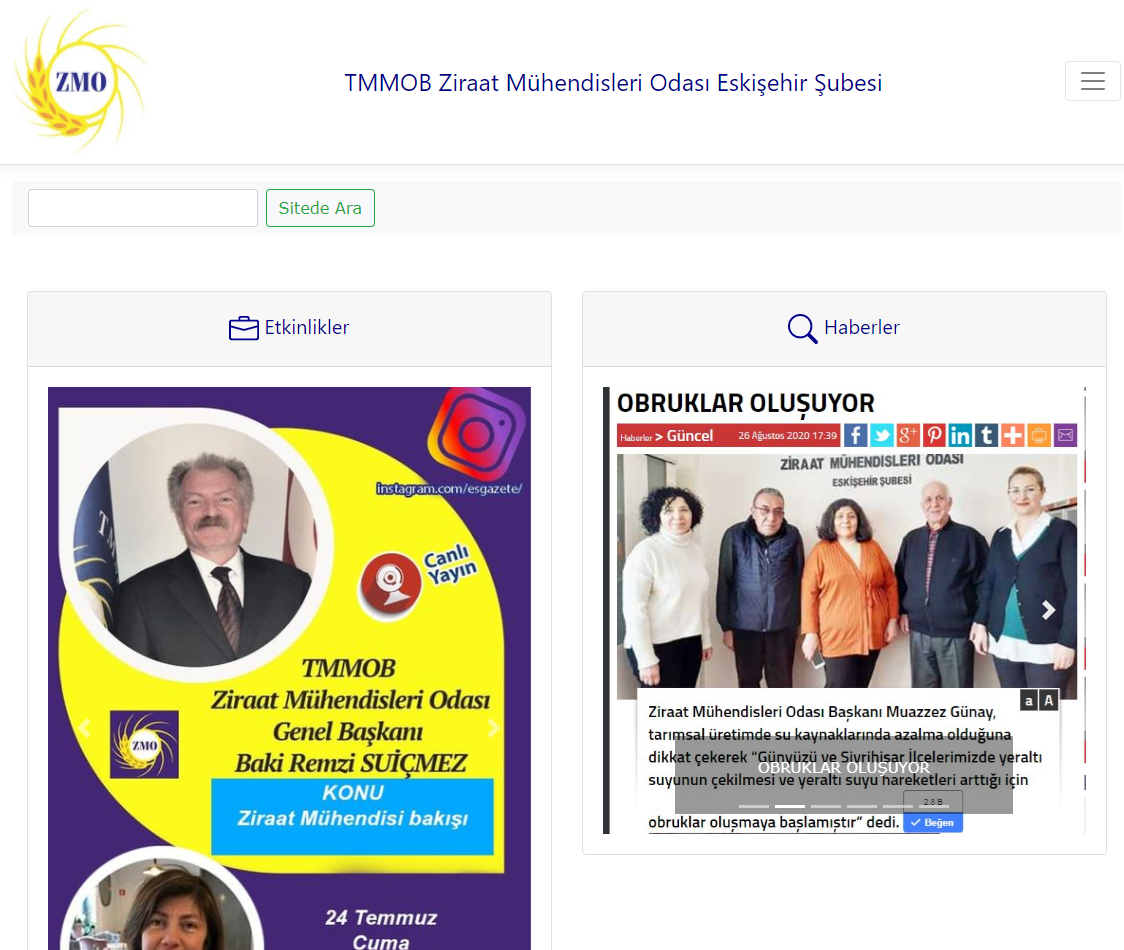 ZMO
TMMOB Ziraat Mühendisleri Odası Eskişehir Şubesi
Sitede Ara
Etkinlikler
instagram.com/esgazete/
Canlı
Yayın
TMMOB
Ziraat Mühendisleri Odası
Genel Başkanı
Baki Remzi SUİÇMEZ
ZMO
KONU
Ziraat Mühendisi bakışı
24 Temmuz
Cuma
Haberler
OBRUKLAR OLUŞUYOR
Haberler > Güncel 26 Ağustos 2020 17:39
ZİRAAT MÜHENDİSLERİ ODASI
ESKİŞEHİR ŞUBESİ
a A
Ziraat Mühendisleri Odası Başkanı Muazzez Günay,
tarımsal üretimde su kaynaklarında azalma olduğuna
dikkat çekerek “Günyüzü ve Sivrihisar İlçelerimizde yeraltı
OBRUKLAR OLUŞUYOR
suyunun çekilmesi ve yeraltı suyu hareketleri arttığı için
2.8 B
obruklar oluşmaya başlamıştır” dedi.
Beğen